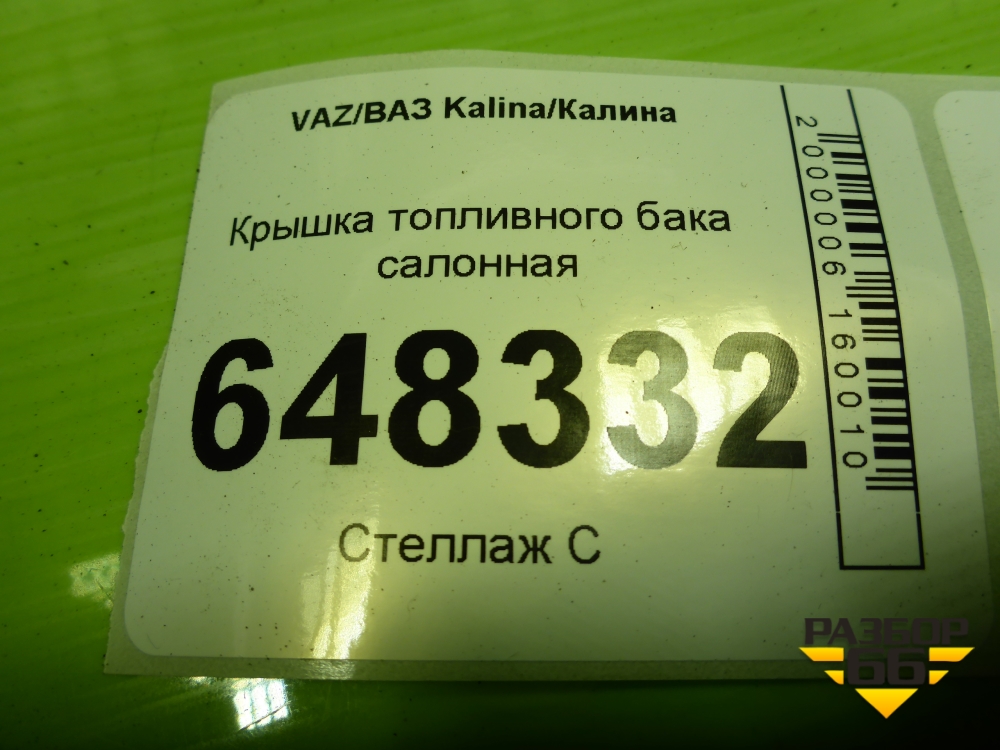 VAZ/ВАЗ Kalina/Калина
Крышка топливного бака
салонная
648332
Стеллаж С
2000006160010
РАЗБОР
66